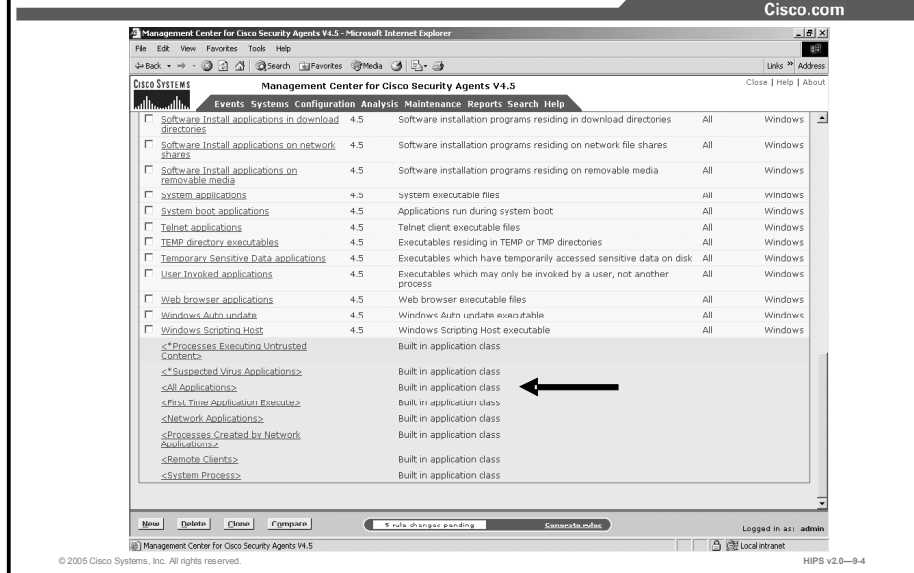 Cisco.com
Management Center for Cisco Security Agents V4.5 - Microsoft Internet Explorer
File Edit View Favorites Tools Help
Back Search Favorites Media Links » Address
CISCO SYSTEMS
Management Center for Cisco Security Agents V4.5
Close | Help | About
Events Systems Configuration Analysis Maintenance Reports Search Help
Software Install applications in download 4.5 Software installation programs residing in download directories All Windows
directories
Software Install applications on network 4.5 Software installation programs residing on network file shares All Windows
shares
Software Install applications on 4.5 Software installation programs residing on removable media All Windows
removable media
System applications 4.5 System executable files All Windows
System boot applications 4.5 Applications run during system boot All Windows
Telnet applications 4.5 Telnet client executable files All Windows
TEMP directory executables 4.5 Executables residing in TEMP or TMP directories All Windows
Temporary Sensitive Data applications 4.5 Executables which have temporarily accessed sensitive data on disk All Windows
User Invoked applications 4.5 Executables which may only be invoked by a user, not another All Windows
process
Web browser applications 4.5 Web browser executable files All Windows
Windows Auto update 4.5 Windows Auto update executable All Windows
Windows Scripting Host 4.5 Windows Scripting Host executable All Windows
<*Processes Executing Untrusted Built in application class
Content>
<*Suspected Virus Applications> Built in application class
<All Applications> Built in application class
<First Time Application Execute> Built in application class
<Network Applications> Built in application class
<Processes Created by Network Built in application class
Applications>
<Remote Clients> Built in application class
<System Process> Built in application class
New Delete Clone Compare 5 rule changes pending Generate rules Logged in as: admin
Management Center for Cisco Security Agents V4.5 Local intranet
© 2005 Cisco Systems, Inc. All rights reserved. HIPS v2.0—9-4